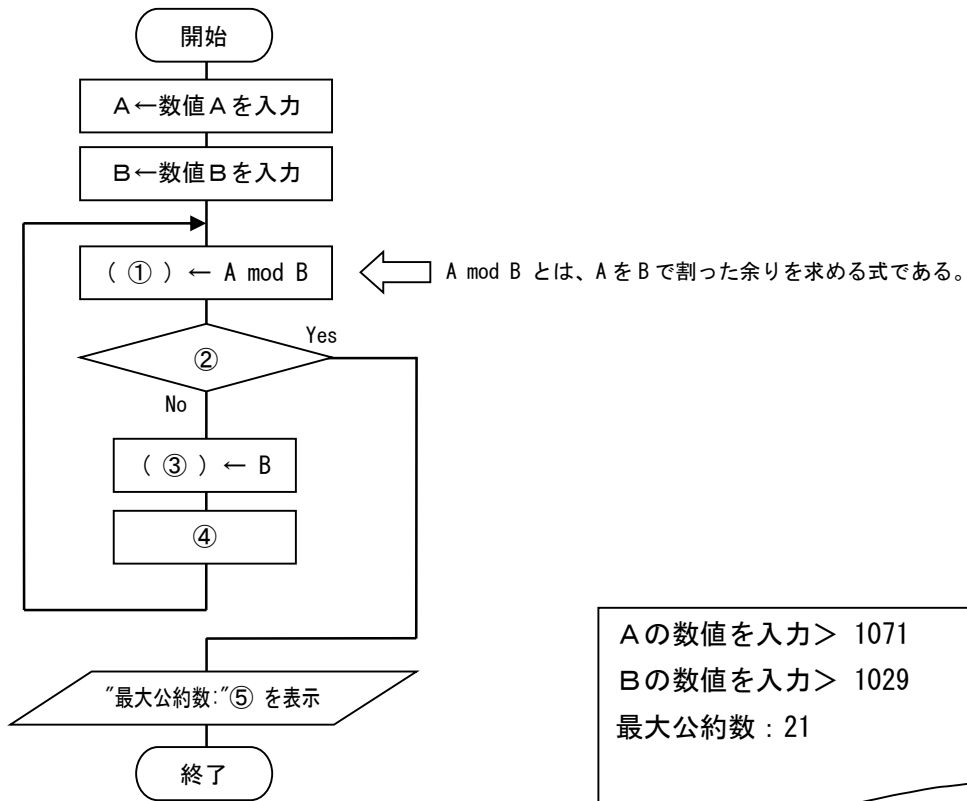 開始
A←数値Aを入力
B←数値Bを入力
( ① ) ← A mod B
A mod B とは、AをBで割った余りを求める式である。
②
Yes
No
( ③ ) ← B
④
"最大公約数:"⑤ を表示
終了
Aの数値を入力＞ 1071
Bの数値を入力＞ 1029
最大公約数：21